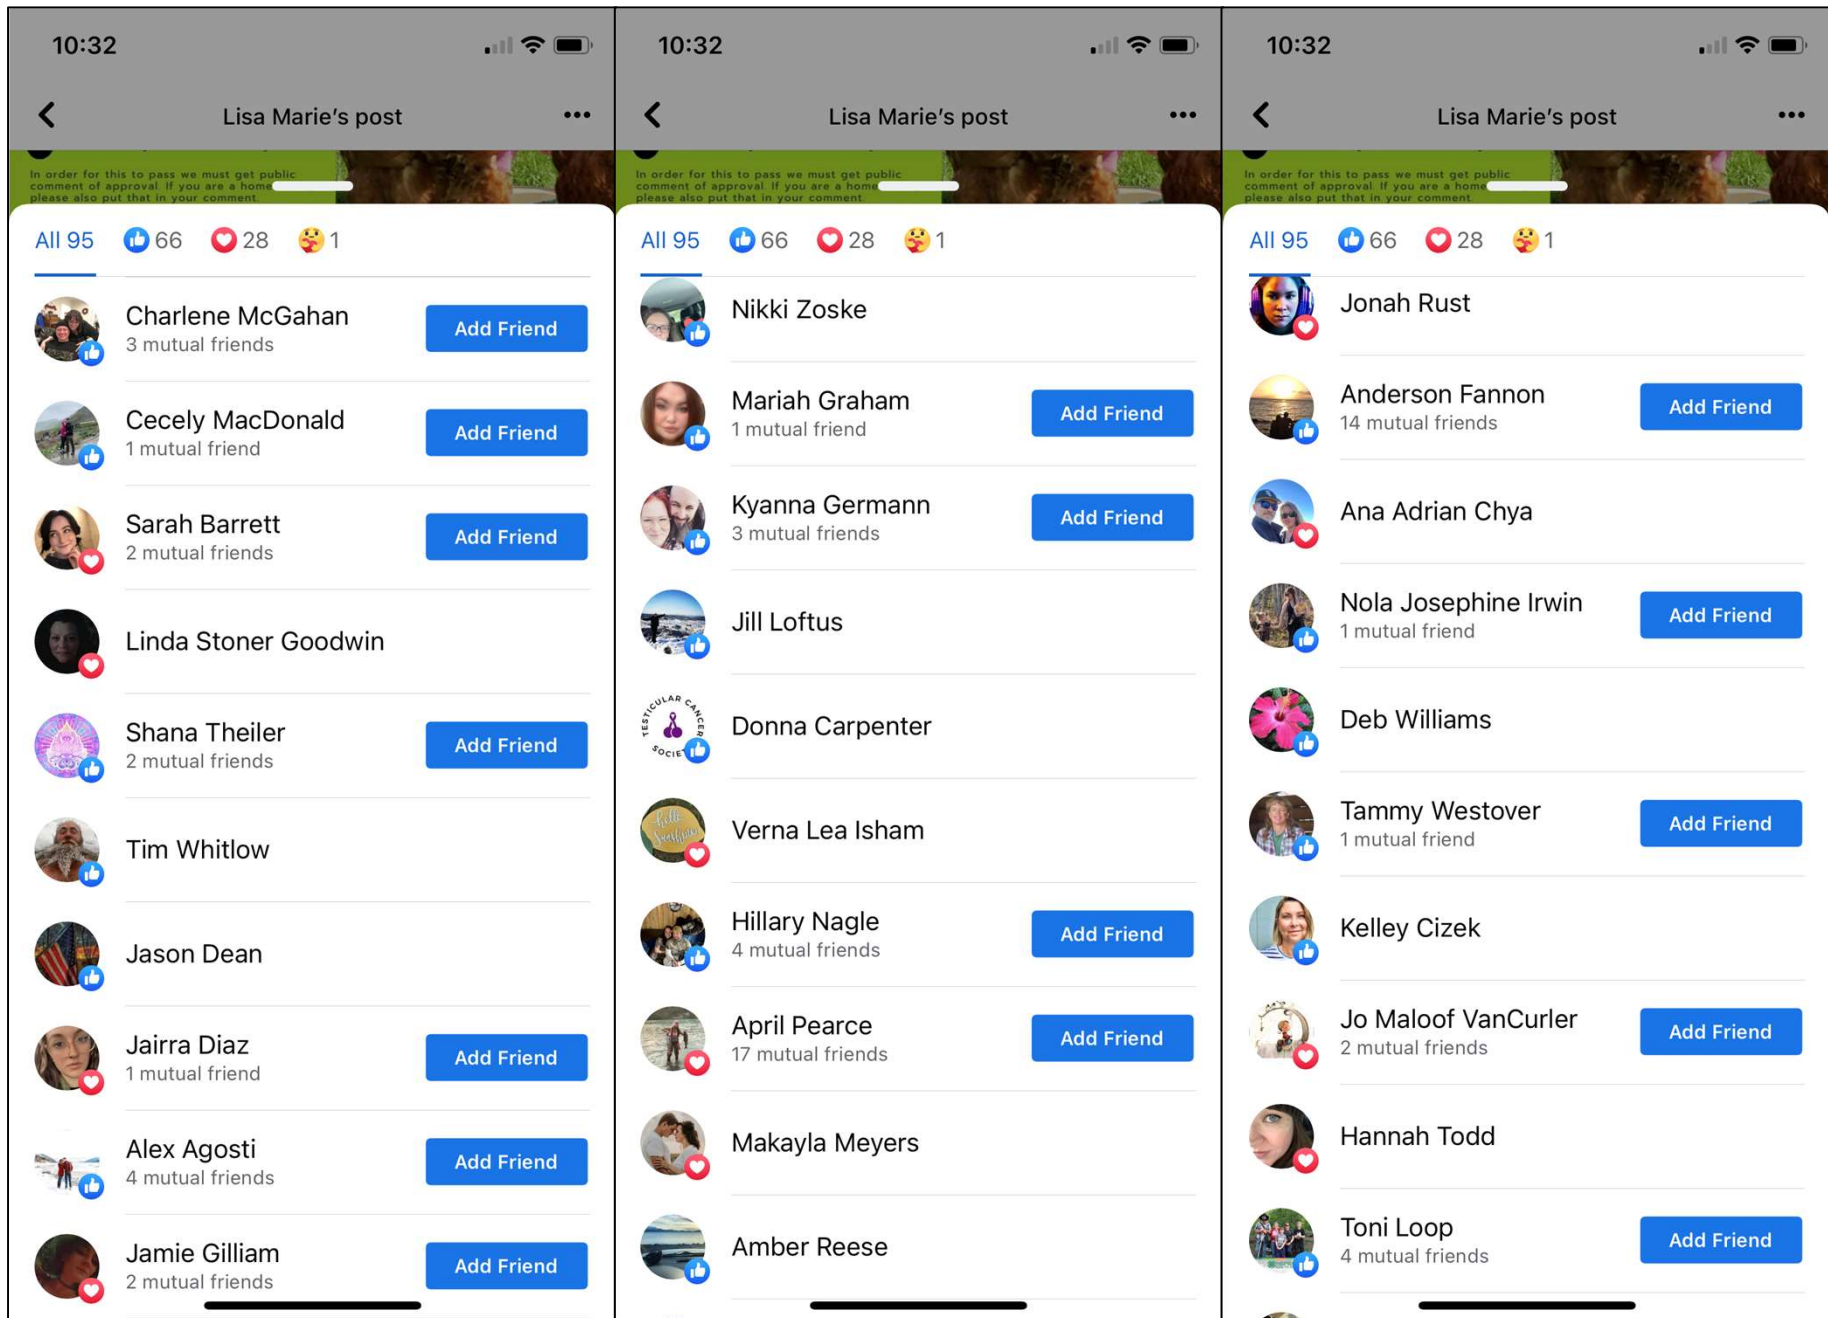 10:32
Lisa Marie's post
In order for this to pass we must get public
comment of approval. If you are a home
please also put that in your comment.
All 95 66 28 1
Charlene McGahan
3 mutual friends
Add Friend
Cecely MacDonald
1 mutual friend
Add Friend
Sarah Barrett
2 mutual friends
Add Friend
Linda Stoner Goodwin
Shana Theiler
2 mutual friends
Add Friend
Tim Whitlow
Jason Dean
Jairra Diaz
1 mutual friend
Add Friend
Alex Agosti
4 mutual friends
Add Friend
Jamie Gilliam
2 mutual friends
Add Friend
10:32
Lisa Marie's post
In order for this to pass we must get public
comment of approval. If you are a home
please also put that in your comment.
All 95 66 28 1
Nikki Zoske
Mariah Graham
1 mutual friend
Add Friend
Kyanna Germann
3 mutual friends
Add Friend
Jill Loftus
TESTICULAR CANCER
SOCIE
Donna Carpenter
hello
Sunshine
Verna Lea Isham
Hillary Nagle
4 mutual friends
Add Friend
April Pearce
17 mutual friends
Add Friend
Makayla Meyers
Amber Reese
10:32
Lisa Marie's post
In order for this to pass we must get public
comment of approval. If you are a home
please also put that in your comment.
All 95 66 28 1
Jonah Rust
Anderson Fannon
14 mutual friends
Add Friend
Ana Adrian Chya
Nola Josephine Irwin
1 mutual friend
Add Friend
Deb Williams
Tammy Westover
1 mutual friend
Add Friend
Kelley Cizek
Jo Maloof VanCurler
2 mutual friends
Add Friend
Hannah Todd
Toni Loop
4 mutual friends
Add Friend